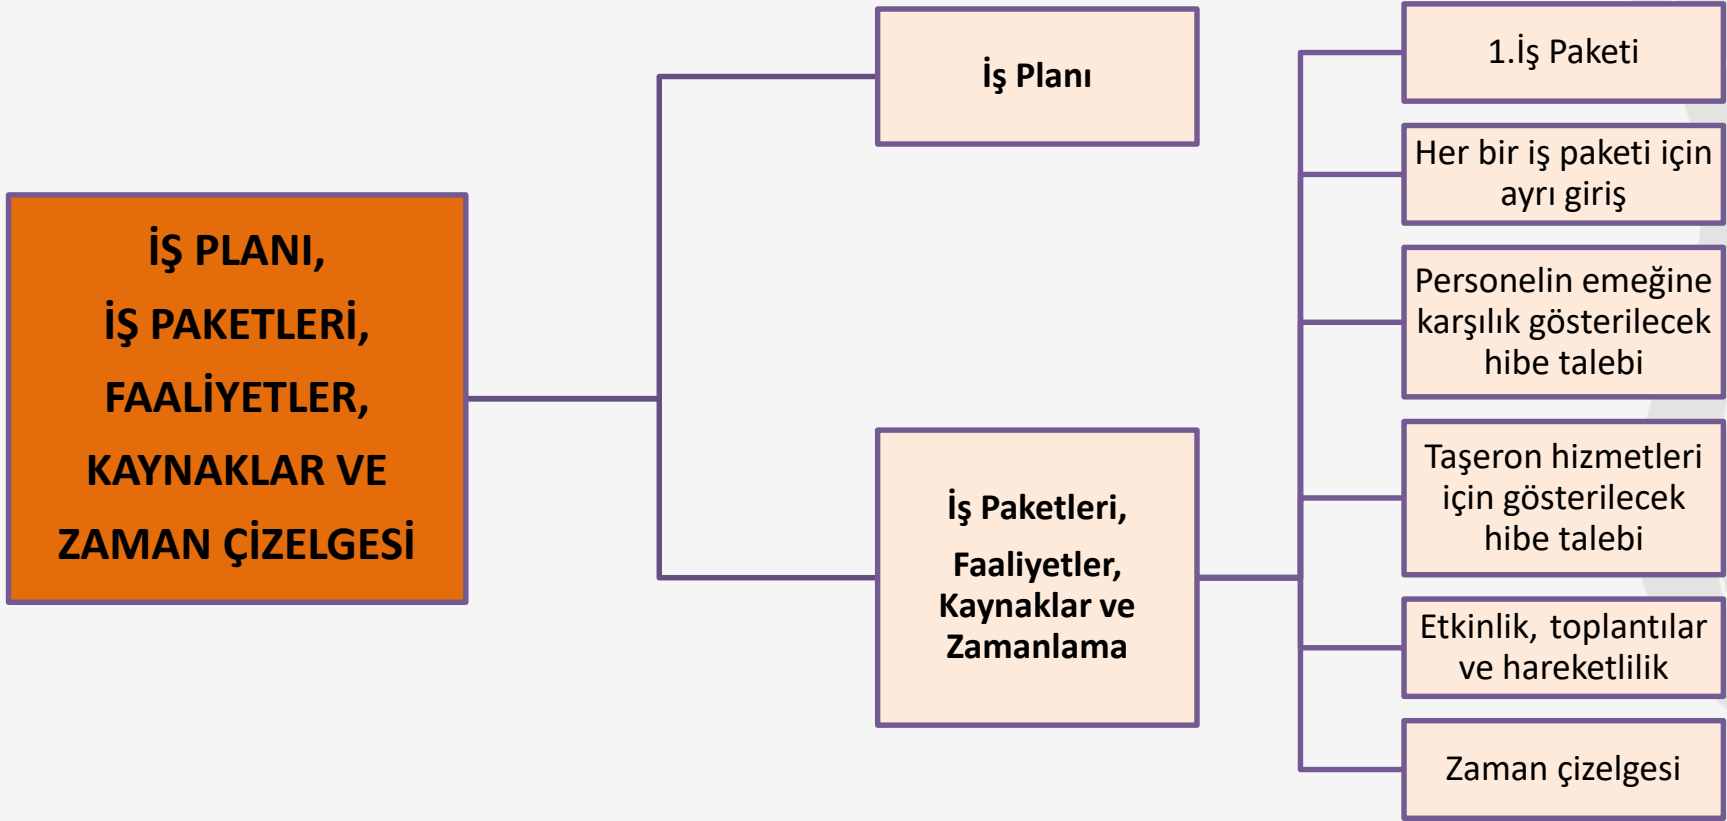 İŞ PLANI,
İŞ PAKETLERİ,
FAALİYETLER,
KAYNAKLAR VE
ZAMAN ÇİZELGESİ
İş Planı
İş Paketleri,
Faaliyetler,
Kaynaklar ve
Zamanlama
1.İş Paketi
Her bir iş paketi için
ayrı giriş
Personelin emeğine
karşılık gösterilecek
hibe talebi
Taşeron hizmetleri
için gösterilecek
hibe talebi
Etkinlik, toplantılar
ve hareketlilik
Zaman çizelgesi